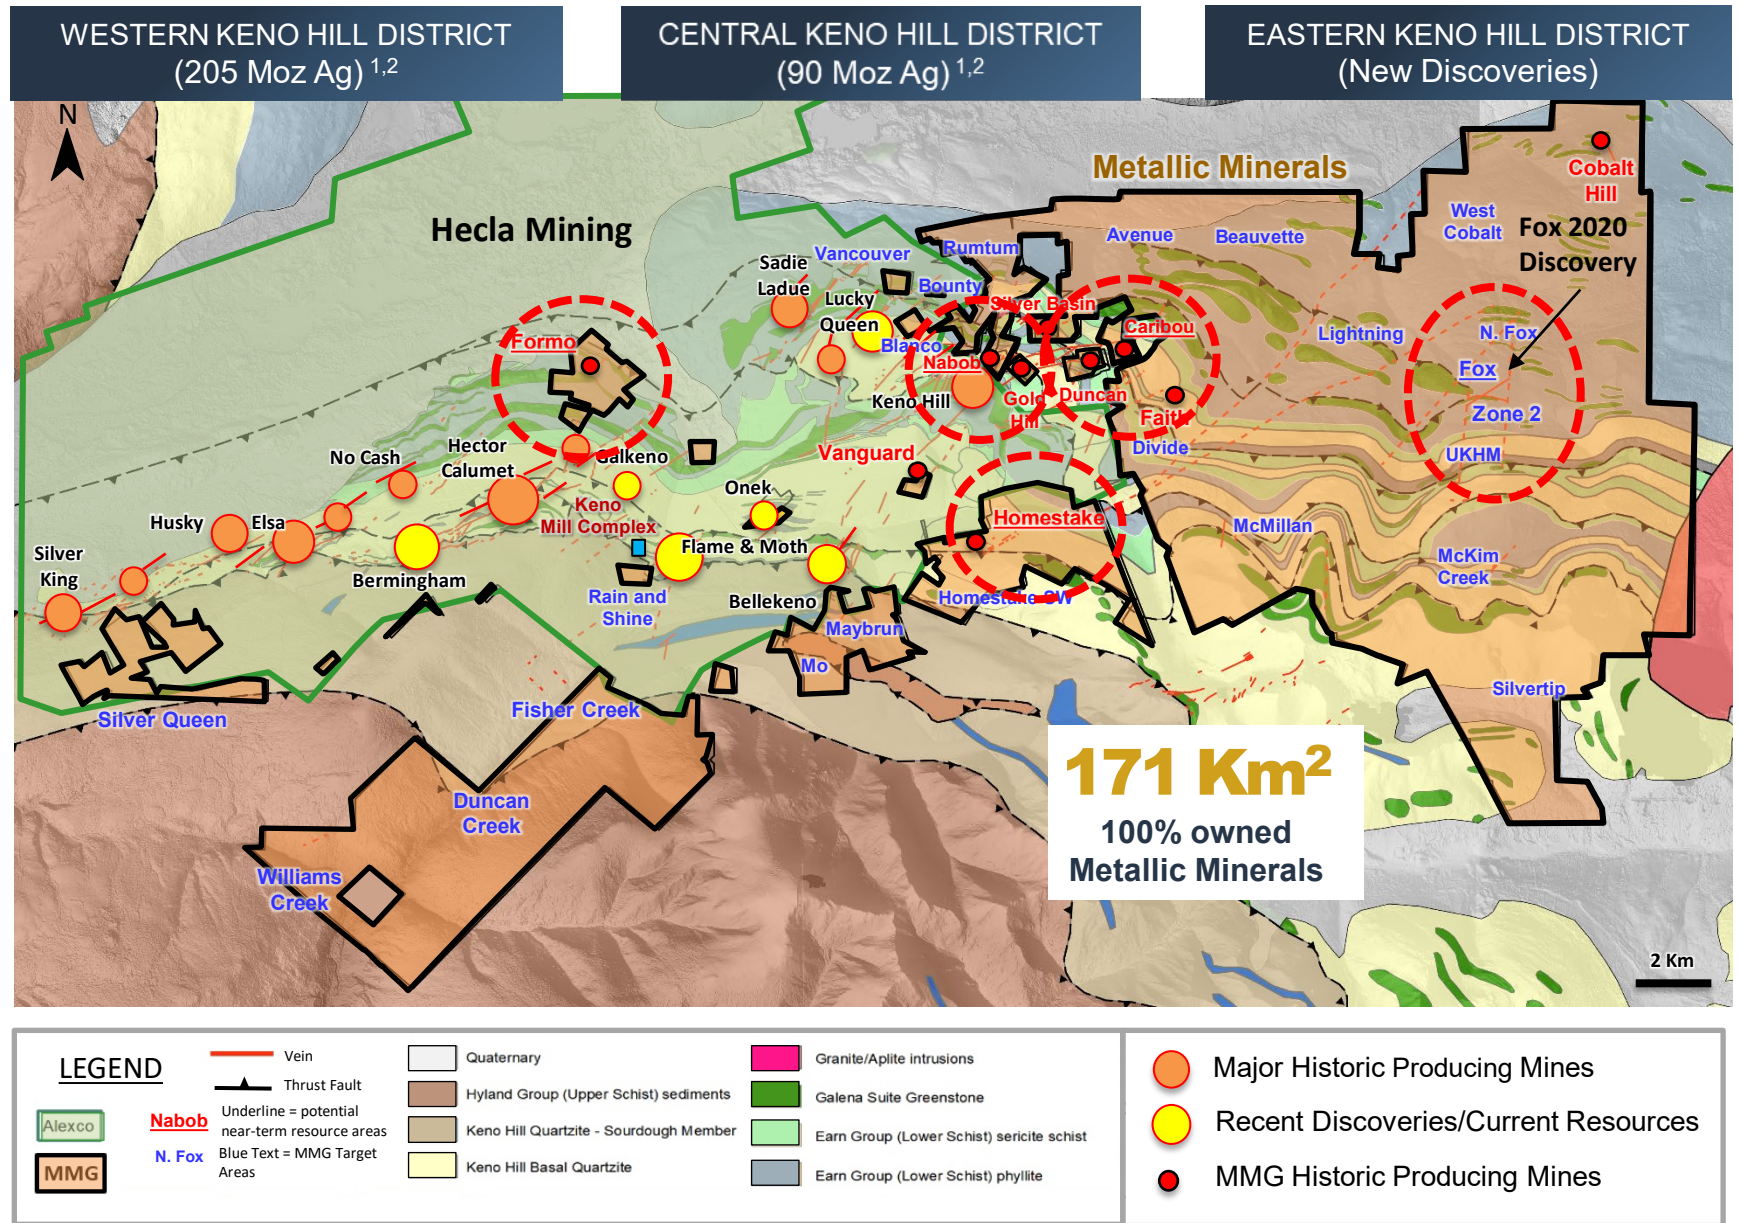 WESTERN KENO HILL DISTRICT
(205 Moz Ag) 1,2
CENTRAL KENO HILL DISTRICT
(90 Moz Ag) 1,2
EASTERN KENO HILL DISTRICT
(New Discoveries)
N
Metallic Minerals
Hecla Mining
Cobalt
Hill
West
Cobalt
Fox 2020
Discovery
Avenue
Beauvette
Rumtum
Vancouver
Sadie
Ladue
Bounty
Lucky
Queen
Silver Basin
Caribou
Lightning
N. Fox
Formo
Blanco
Nabob
Fox
Keno Hill
Gold
Hill
Duncan
Faith
Zone 2
Divide
UKHM
Hector
Calumet
No Cash
Galkeno
Vanguard
Onek
Keno
Mill Complex
Homestake
Husky
Elsa
McMillan
Flame & Moth
Silver
King
Bermingham
McKim
Creek
Rain and
Shine
Bellekeno
Homestake SW
Maybrun
Mo
Silver Queen
Fisher Creek
Silvertip
171 Km2
100% owned
Metallic Minerals
Duncan
Creek
Williams
Creek
2 Km
LEGEND
Alexco
MMG
Vein
Thrust Fault
Nabob
Underline = potential
near-term resource areas
N. Fox
Blue Text = MMG Target
Areas
Quaternary
Hyland Group (Upper Schist) sediments
Keno Hill Quartzite - Sourdough Member
Keno Hill Basal Quartzite
Granite/Aplite intrusions
Galena Suite Greenstone
Earn Group (Lower Schist) sericite schist
Earn Group (Lower Schist) phyllite
Major Historic Producing Mines
Recent Discoveries/Current Resources
MMG Historic Producing Mines